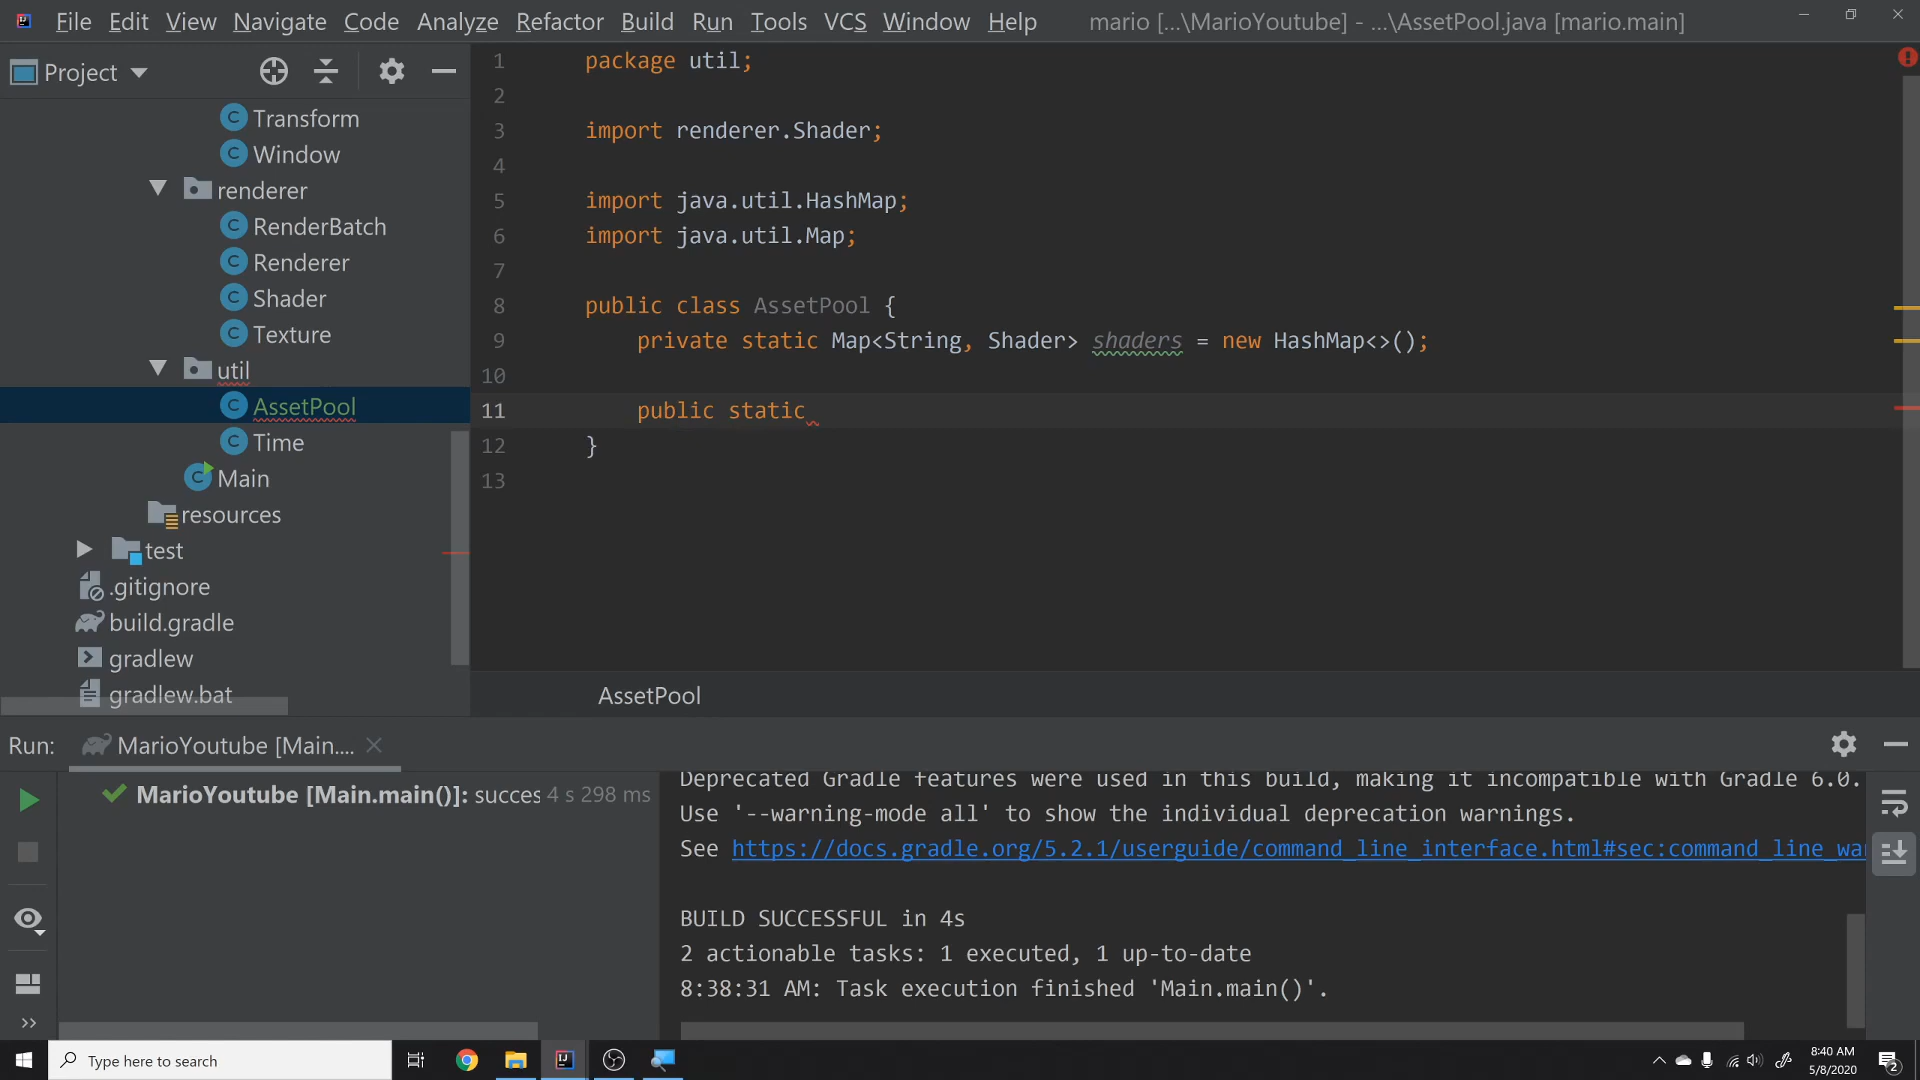 File Edit View Navigate Code Analyze Refactor Build Run Tools VCS Window Help mario [...\MarioYoutube] - ...\AssetPool.java [mario.main]
Project
Transform
Window
renderer
RenderBatch
Renderer
Shader
Texture
util
AssetPool
Time
Main
resources
test
.gitignore
build.gradle
gradlew
gradlew.bat
1 package util;
2
3 import renderer.Shader;
4
5 import java.util.HashMap;
6 import java.util.Map;
7
8 public class AssetPool {
9 private static Map<String, Shader> shaders = new HashMap<>();
10
11 public static
12 }
13
AssetPool
Run: MarioYoutube [Main....
MarioYoutube [Main.main()]: succes 4 s 298 ms
Deprecated Gradle features were used in this build, making it incompatible with Gradle 6.0.
Use '--warning-mode all' to show the individual deprecation warnings.
See https://docs.gradle.org/5.2.1/userguide/command_line_interface.html#sec:command_line_wa
BUILD SUCCESSFUL in 4s
2 actionable tasks: 1 executed, 1 up-to-date
8:38:31 AM: Task execution finished 'Main.main()'.
Type here to search
8:40 AM
5/8/2020
2